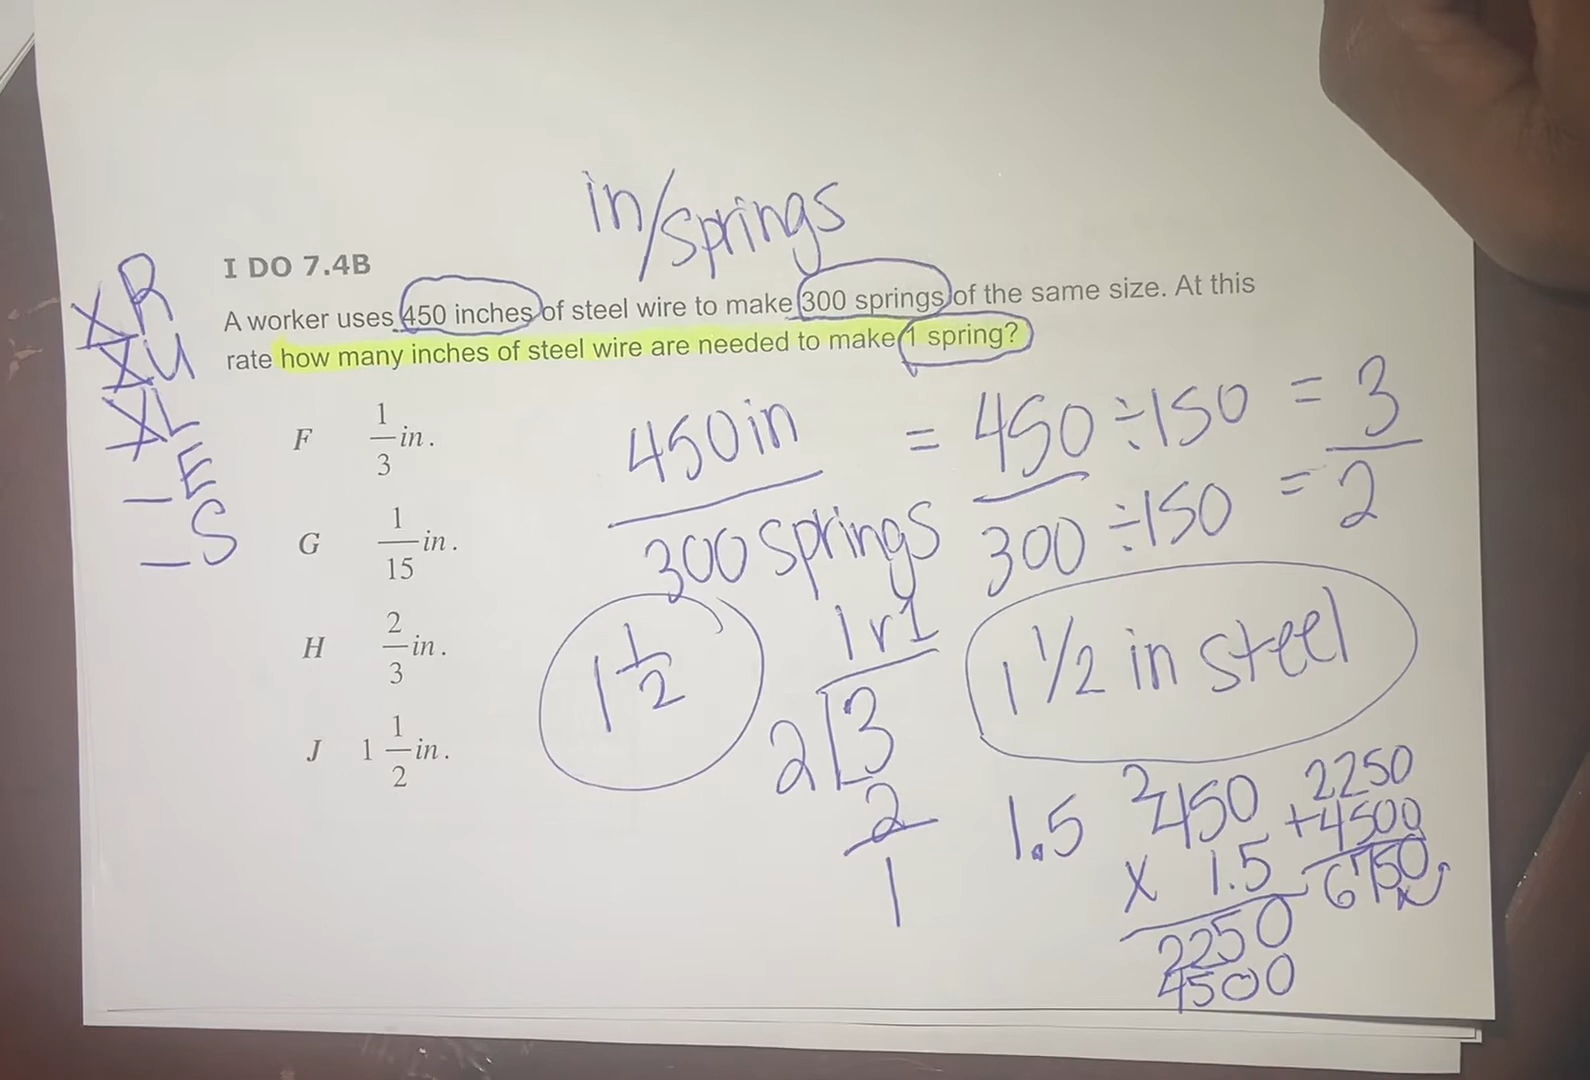 in/springs
I DO 7.4B
A worker uses 450 inches of steel wire to make 300 springs of the same size. At this
rate how many inches of steel wire are needed to make 1 spring?
X R
X U
X L
_ E
_ S
F 1/3 in.
G 1/15 in.
H 2/3 in.
J 1 1/2 in.
450 in = 450 ÷ 150 = 3
300 springs 300 ÷ 150 = 2
1 1/2
1 r 1
2 3
2
1
1 1/2 in steel
1.5
2
450
x 1.5
2250
4500
2250
+4500
6750